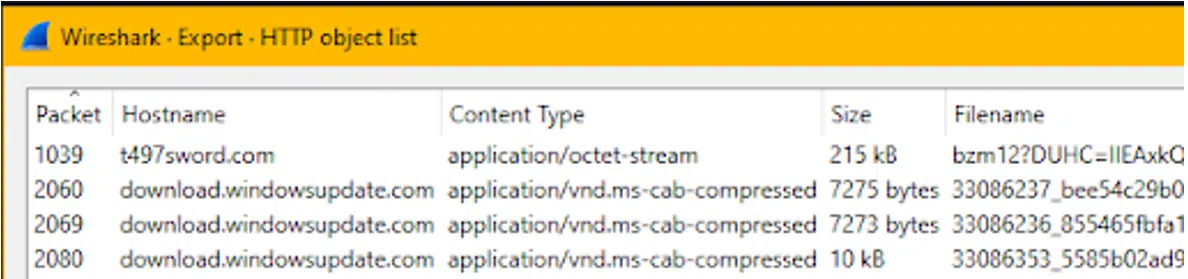 Wireshark · Export · HTTP object list
Packet Hostname Content Type Size Filename
1039 t497sword.com application/octet-stream 215 kB bzm12?DUHC=IIEAxkQ
2060 download.windowsupdate.com application/vnd.ms-cab-compressed 7275 bytes 33086237_bee54c29b0
2069 download.windowsupdate.com application/vnd.ms-cab-compressed 7273 bytes 33086236_855465fbfa1
2080 download.windowsupdate.com application/vnd.ms-cab-compressed 10 kB 33086353_5585b02ad9